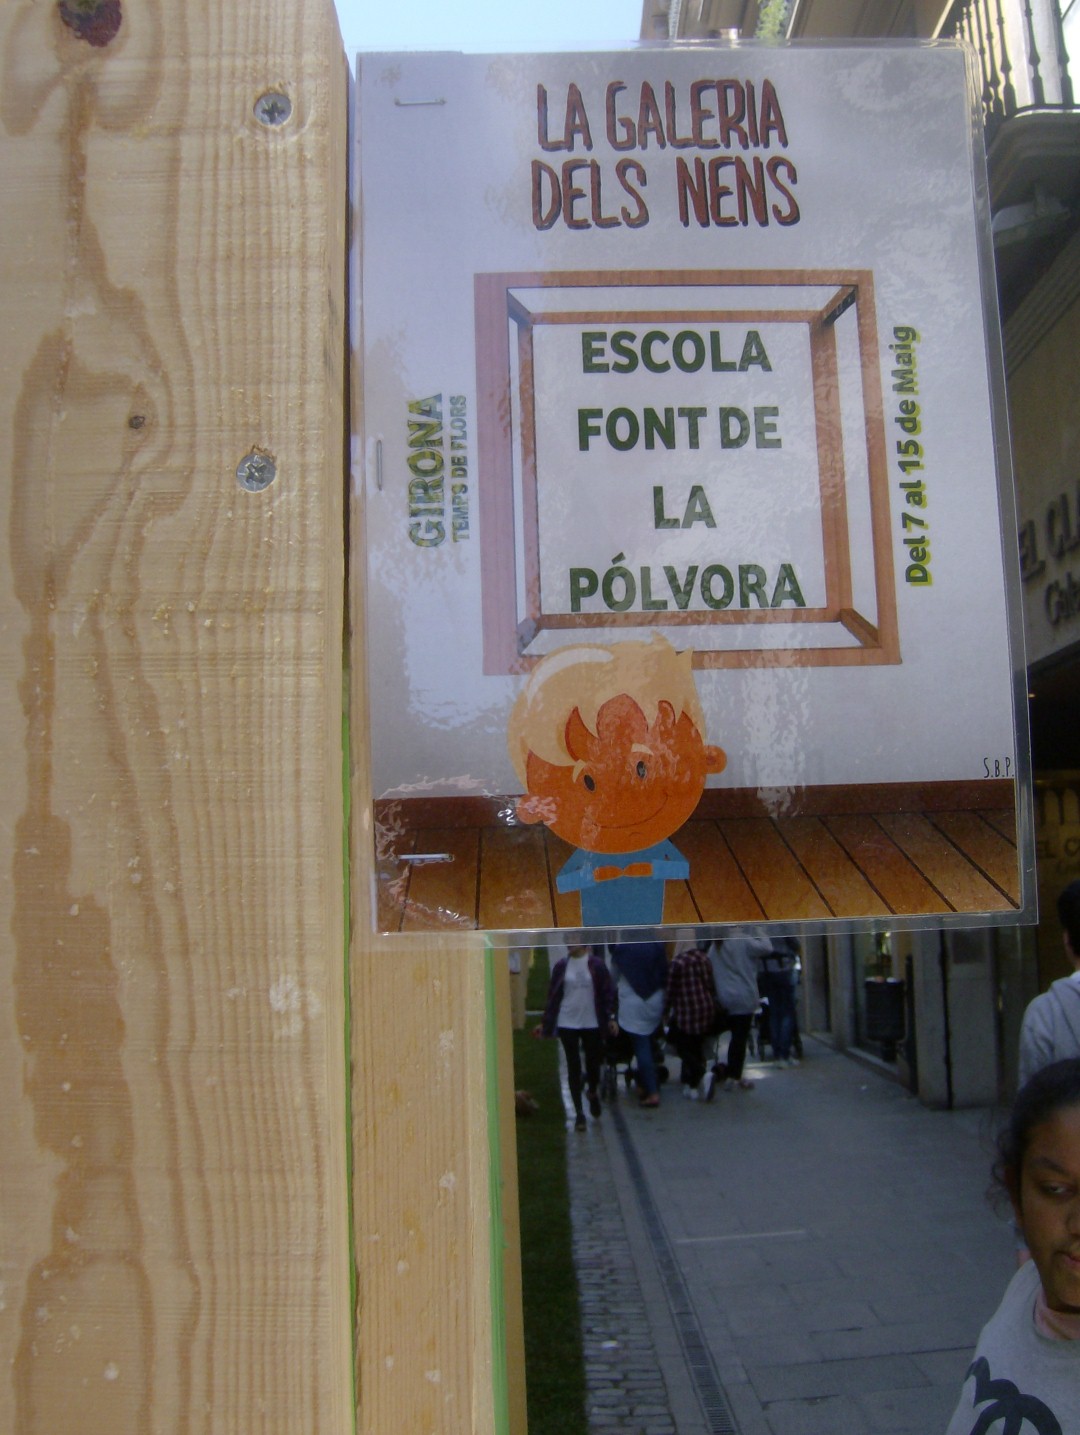 LA GALERIA
DELS NENS
GIRONA
TEMPS DE FLORS
ESCOLA
FONT DE
LA
PÓLVORA
Del 7 al 15 de Maig
S.B.P.